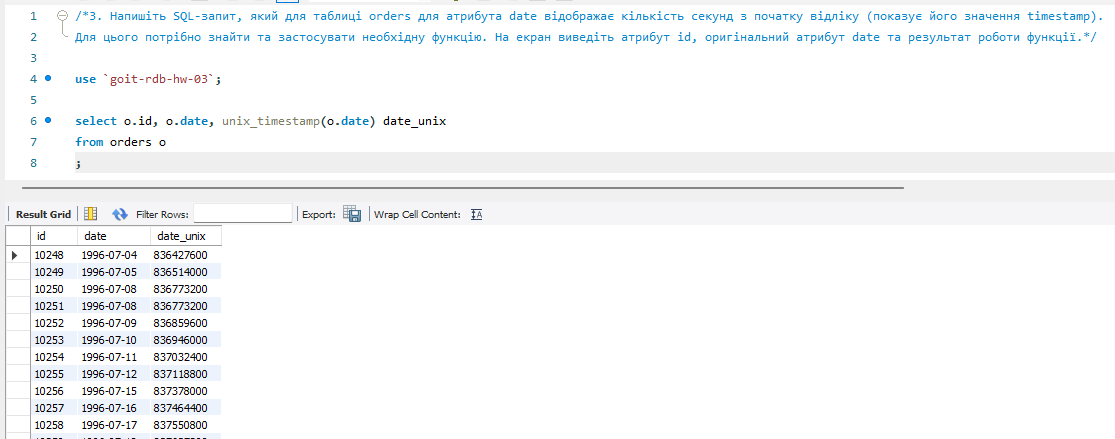 1 /*3. Напишіть SQL-запит, який для таблиці orders для атрибута date відображає кількість секунд з початку відліку (показує його значення timestamp).
2 Для цього потрібно знайти та застосувати необхідну функцію. На екран виведіть атрибут id, оригінальний атрибут date та результат роботи функції.*/
3
4 use `goit-rdb-hw-03`;
5
6 select o.id, o.date, unix_timestamp(o.date) date_unix
7 from orders o
8 ;
Result Grid Filter Rows: Export: Wrap Cell Content:
id date date_unix
10248 1996-07-04 836427600
10249 1996-07-05 836514000
10250 1996-07-08 836773200
10251 1996-07-08 836773200
10252 1996-07-09 836859600
10253 1996-07-10 836946000
10254 1996-07-11 837032400
10255 1996-07-12 837118800
10256 1996-07-15 837378000
10257 1996-07-16 837464400
10258 1996-07-17 837550800